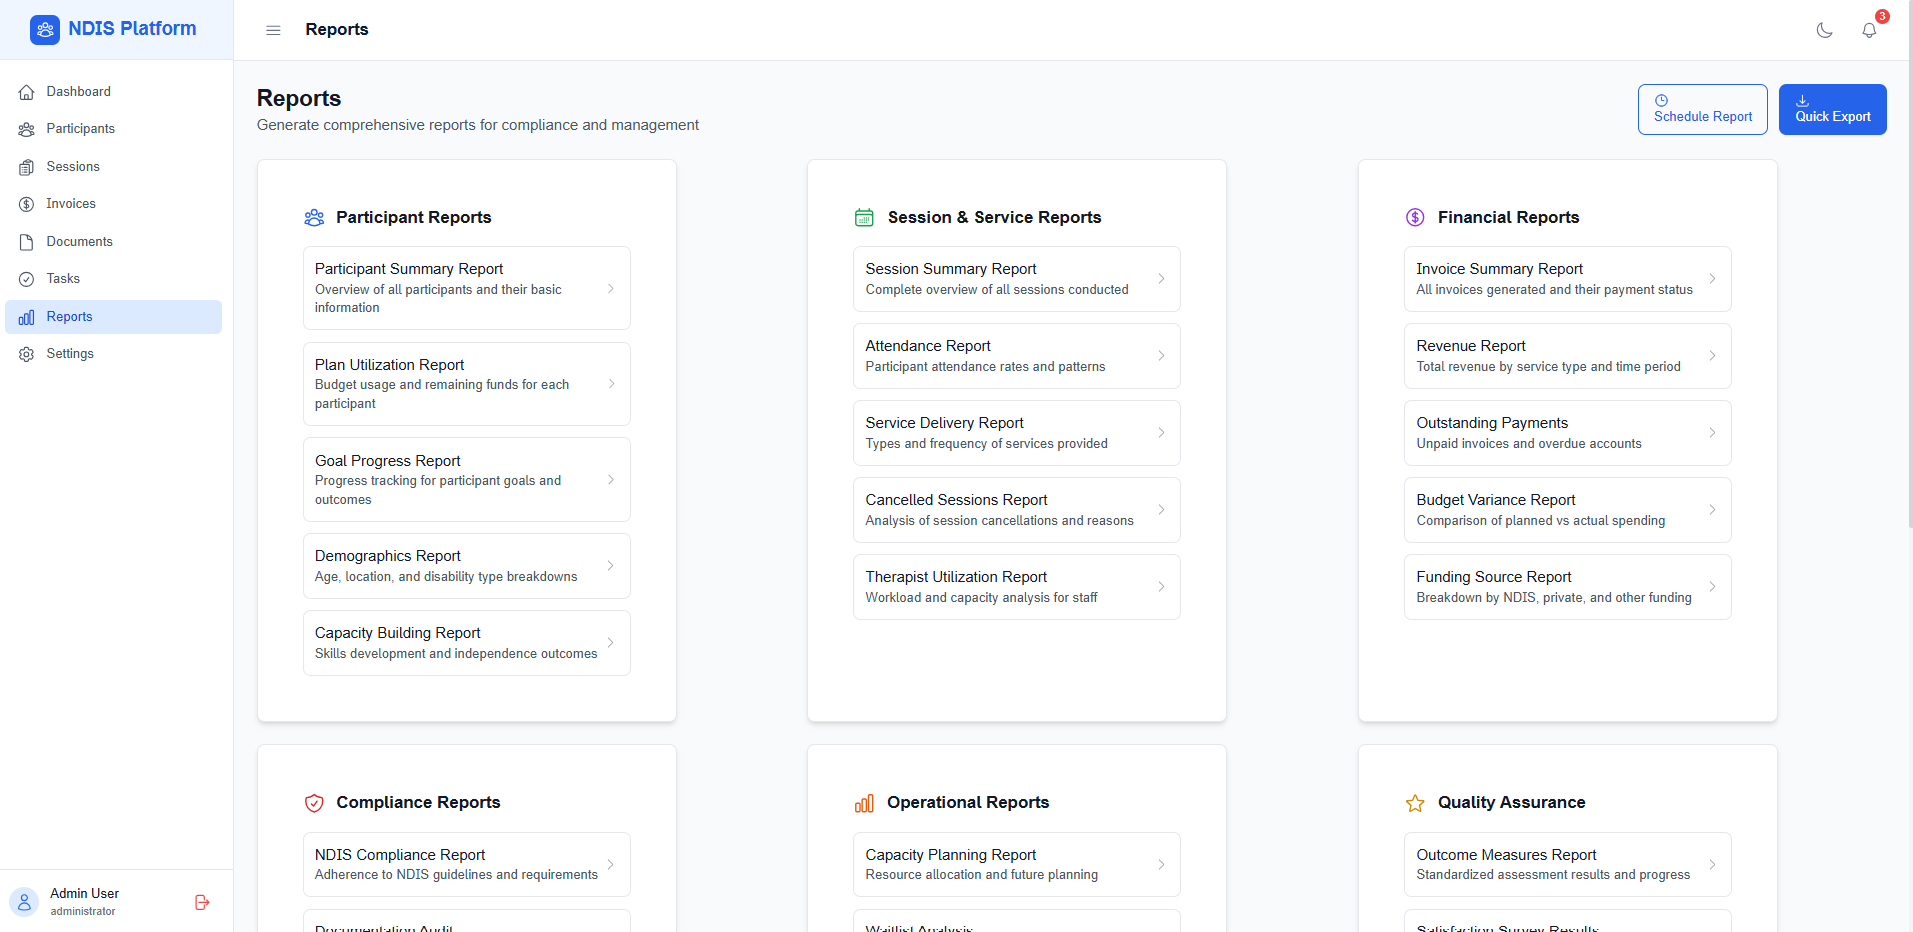 NDIS Platform
Reports
3
Dashboard
Participants
Sessions
Invoices
Documents
Tasks
Reports
Settings
Admin User
administrator
Reports
Generate comprehensive reports for compliance and management
Schedule Report
Quick Export
Participant Reports
Participant Summary Report
Overview of all participants and their basic
information
Plan Utilization Report
Budget usage and remaining funds for each
participant
Goal Progress Report
Progress tracking for participant goals and
outcomes
Demographics Report
Age, location, and disability type breakdowns
Capacity Building Report
Skills development and independence outcomes
Session & Service Reports
Session Summary Report
Complete overview of all sessions conducted
Attendance Report
Participant attendance rates and patterns
Service Delivery Report
Types and frequency of services provided
Cancelled Sessions Report
Analysis of session cancellations and reasons
Therapist Utilization Report
Workload and capacity analysis for staff
Financial Reports
Invoice Summary Report
All invoices generated and their payment status
Revenue Report
Total revenue by service type and time period
Outstanding Payments
Unpaid invoices and overdue accounts
Budget Variance Report
Comparison of planned vs actual spending
Funding Source Report
Breakdown by NDIS, private, and other funding
Compliance Reports
NDIS Compliance Report
Adherence to NDIS guidelines and requirements
Documentation Audit
Operational Reports
Capacity Planning Report
Resource allocation and future planning
Waitlist Analysis
Quality Assurance
Outcome Measures Report
Standardized assessment results and progress
Satisfaction Survey Results